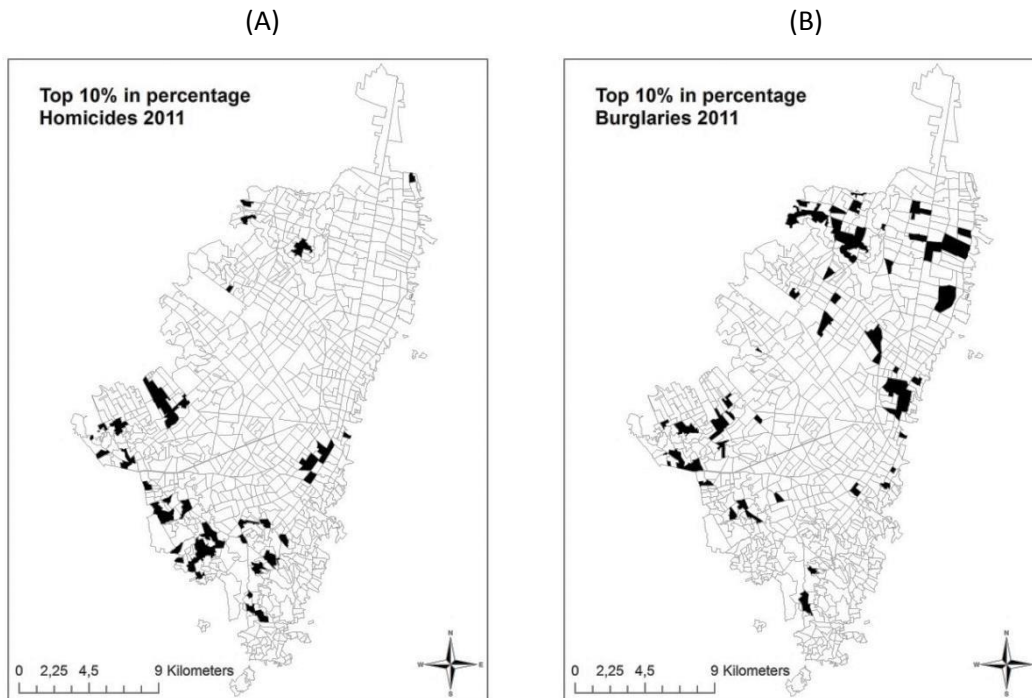 (A)
(B)
Top 10% in percentage
Homicides 2011
Top 10% in percentage
Burglaries 2011
N
W E
S
0 2,25 4,5 9 Kilometers
N
W E
S
0 2,25 4,5 9 Kilometers